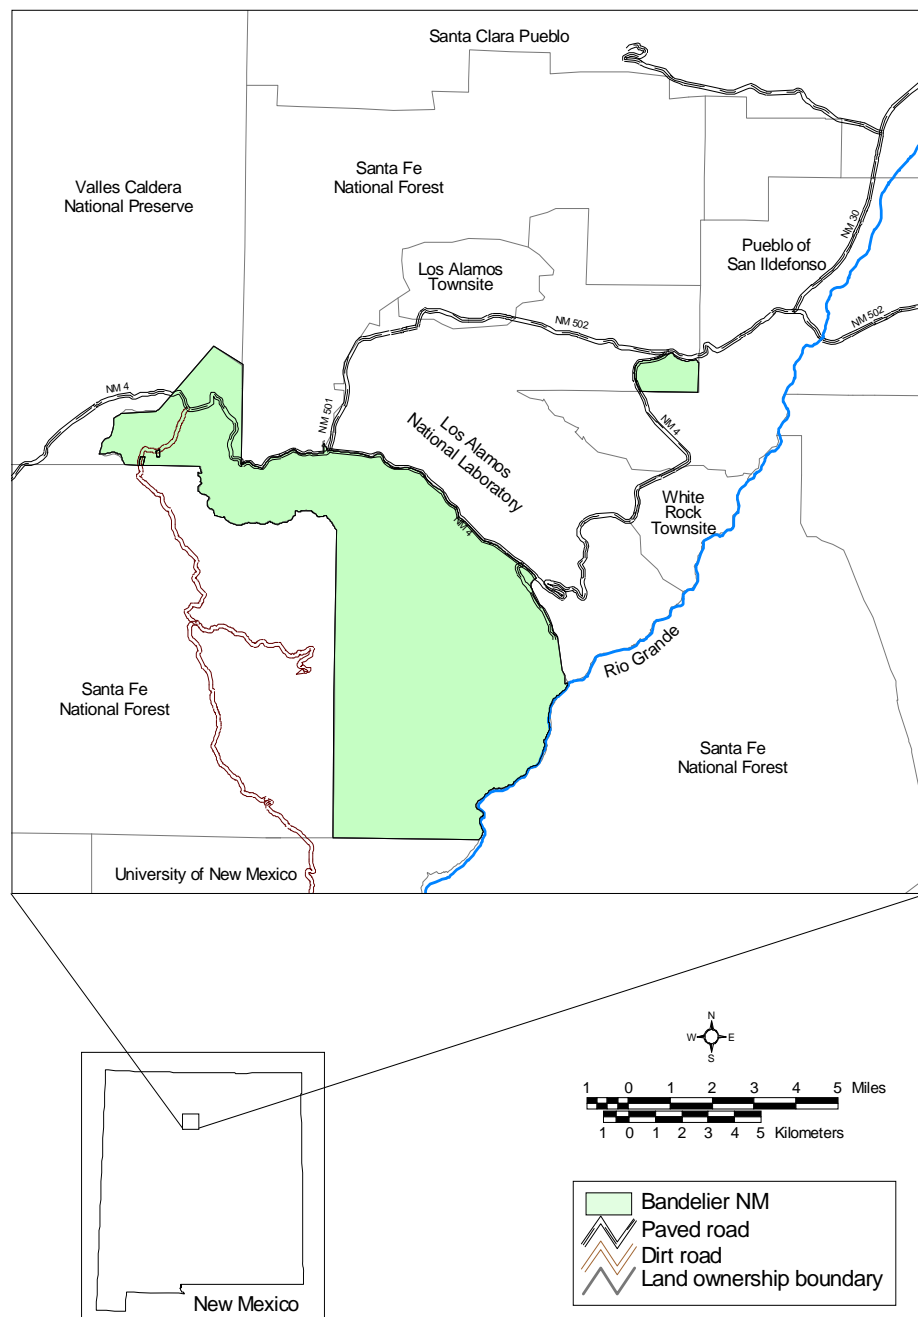 Santa Clara Pueblo
Santa Fe
National Forest
Valles Caldera
National Preserve
NM 30
Pueblo of
San Ildefonso
Los Alamos
Townsite
NM 502
NM 502
NM 4
NM 501
Los Alamos
National Laboratory
NM 4
White
Rock
Townsite
NM 4
Rio Grande
Santa Fe
National Forest
Santa Fe
National Forest
University of New Mexico
N
W E
S
1 0 1 2 3 4 5 Miles
1 0 1 2 3 4 5 Kilometers
Bandelier NM
Paved road
Dirt road
Land ownership boundary
New Mexico